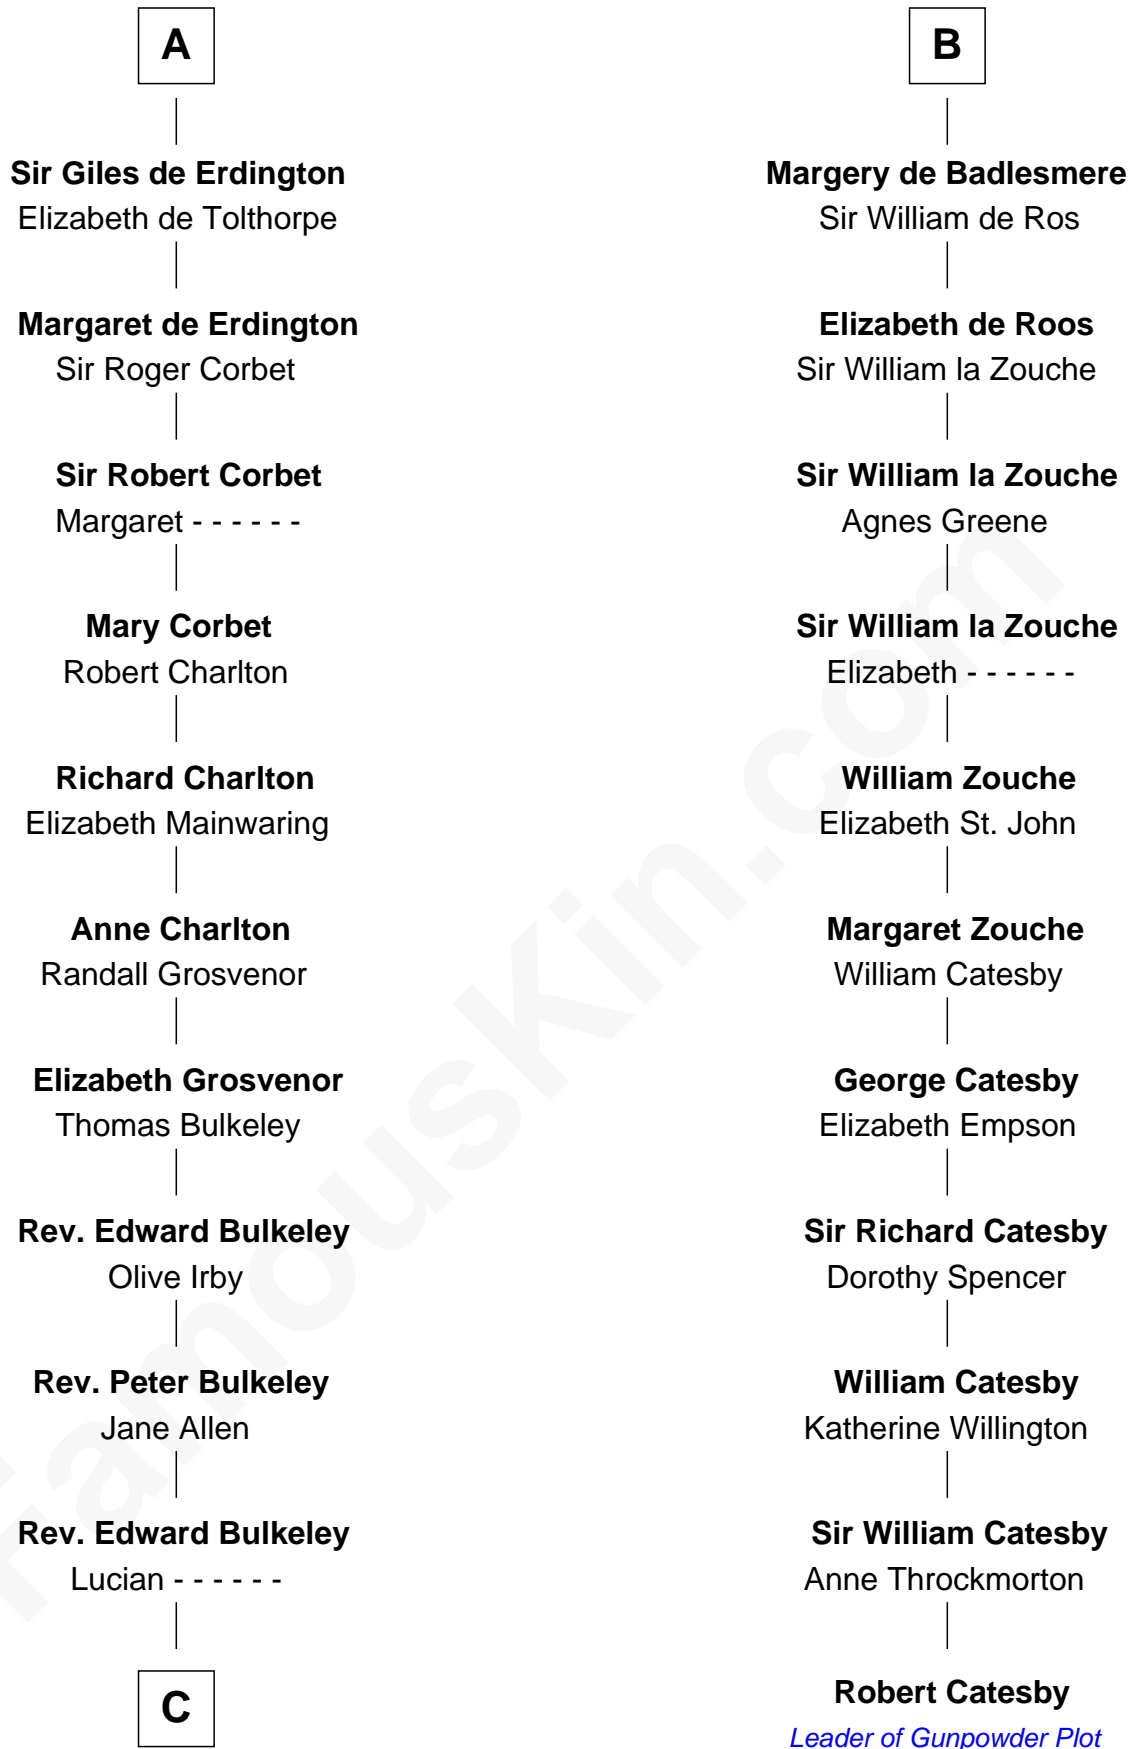 A
Sir Giles de Erdington
Elizabeth de Tolthorpe
Margaret de Erdington
Sir Roger Corbet
Sir Robert Corbet
Margaret - - - - - -
Mary Corbet
Robert Charlton
Richard Charlton
Elizabeth Mainwaring
Anne Charlton
Randall Grosvenor
Elizabeth Grosvenor
Thomas Bulkeley
Rev. Edward Bulkeley
Olive Irby
Rev. Peter Bulkeley
Jane Allen
Rev. Edward Bulkeley
Lucian - - - - - -
C
B
Margery de Badlesmere
Sir William de Ros
Elizabeth de Roos
Sir William la Zouche
Sir William la Zouche
Agnes Greene
Sir William la Zouche
Elizabeth - - - - - -
William Zouche
Elizabeth St. John
Margaret Zouche
William Catesby
George Catesby
Elizabeth Empson
Sir Richard Catesby
Dorothy Spencer
William Catesby
Katherine Willington
Sir William Catesby
Anne Throckmorton
Robert Catesby
Leader of Gunpowder Plot
FamousKin.com